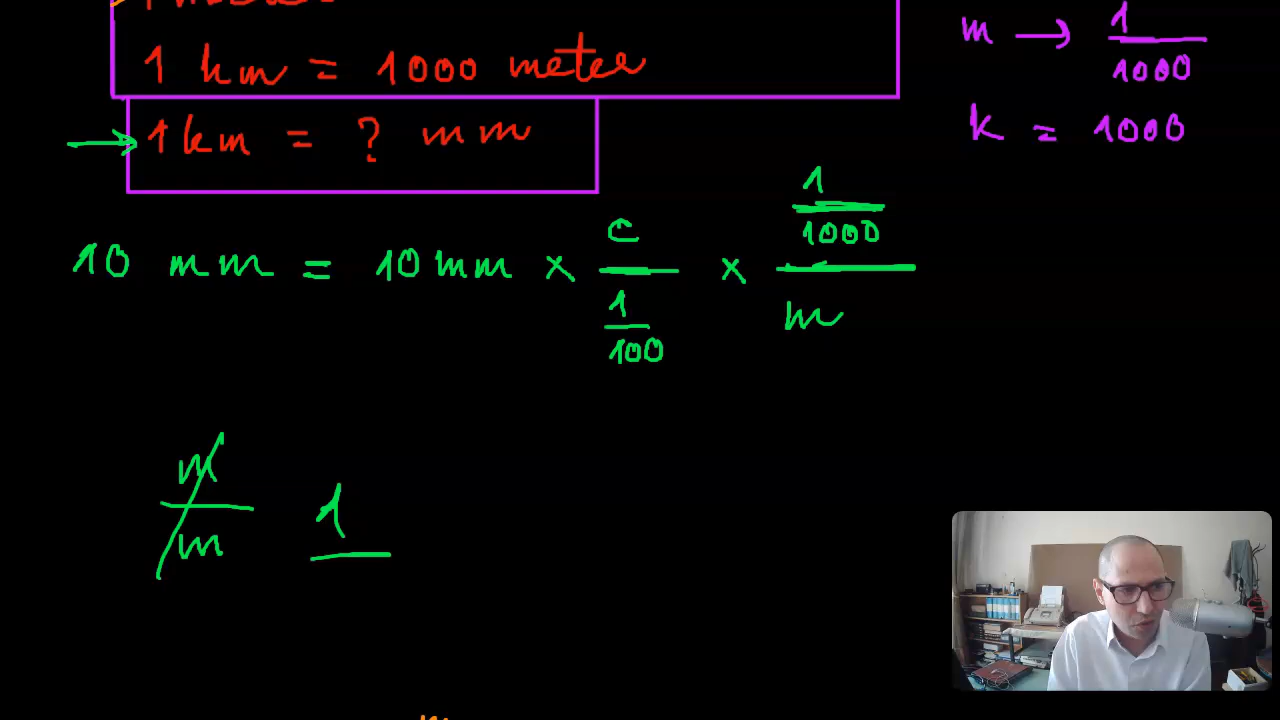 1 km = 1000 meter
1 km = ? mm
m → 1/1000
k = 1000
10 mm = 10 mm × c/(1/100) × (1/1000)/m
m/m 1